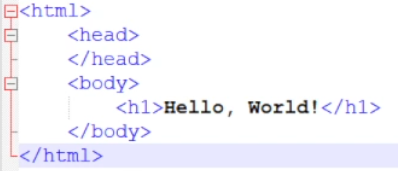 <html>
<head>
</head>
<body>
<h1>Hello, World!</h1>
</body>
</html>